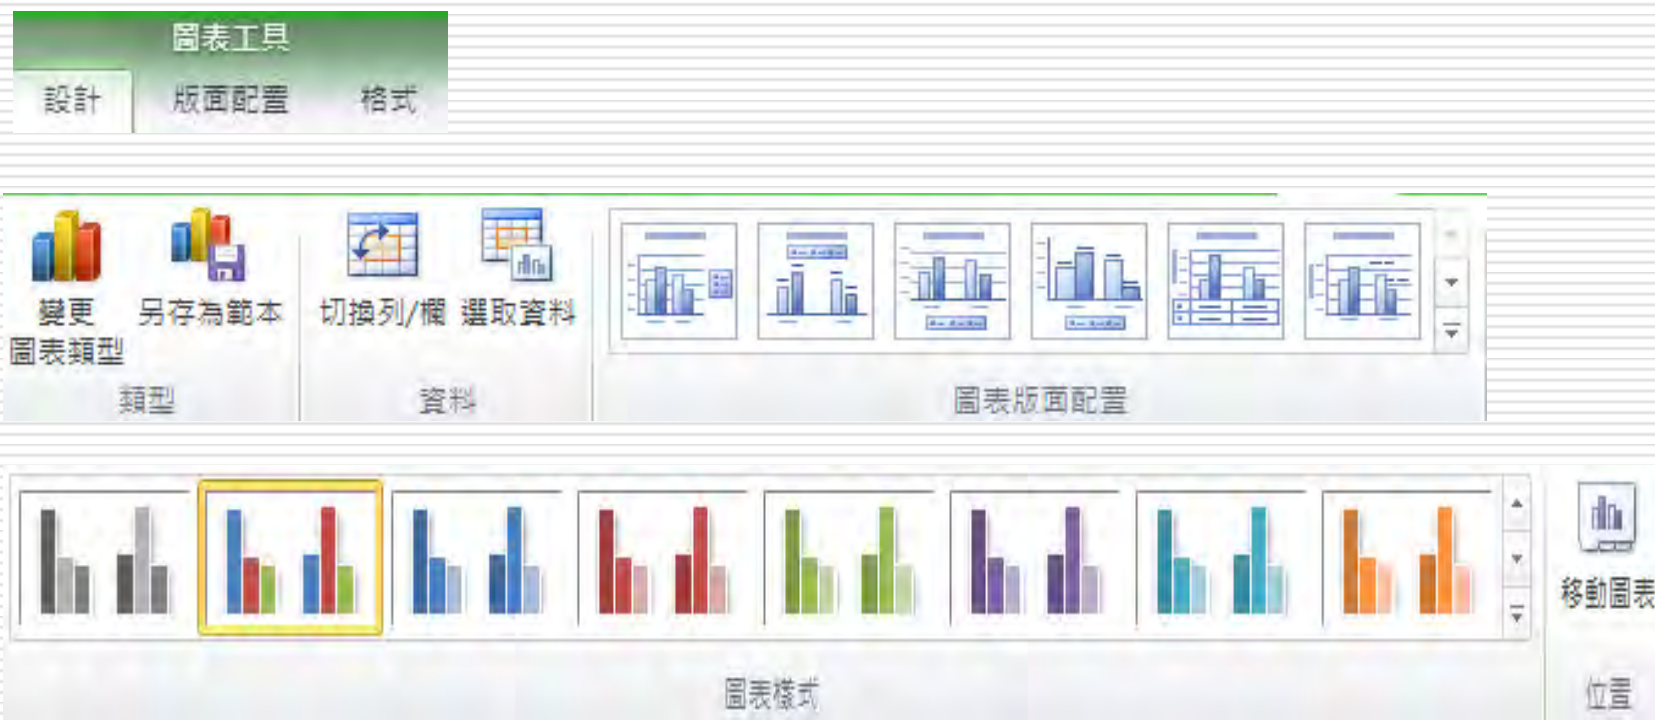 圖表工具
設計 版面配置 格式
變更
圖表類型
另存為範本
切換列/欄
選取資料
類型 資料 圖表版面配置
移動圖表
圖表樣式 位置